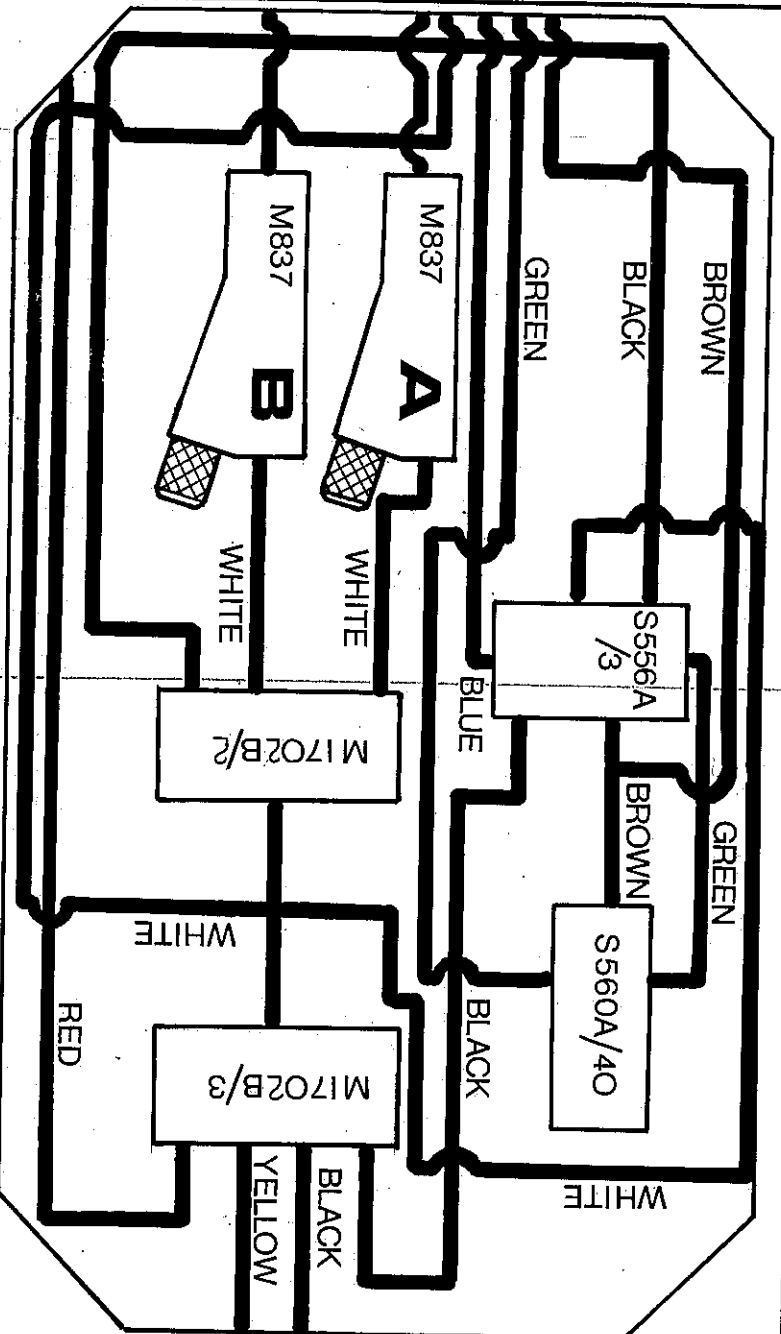 M837
B
M837
A
GREEN
BLACK
BROWN
WHITE
WHITE
S556A
/3
BLUE
M1702B/2
BROWN
GREEN
WHITE
S560A/40
RED
BLACK
M1702B/3
YELLOW
BLACK
WHITE